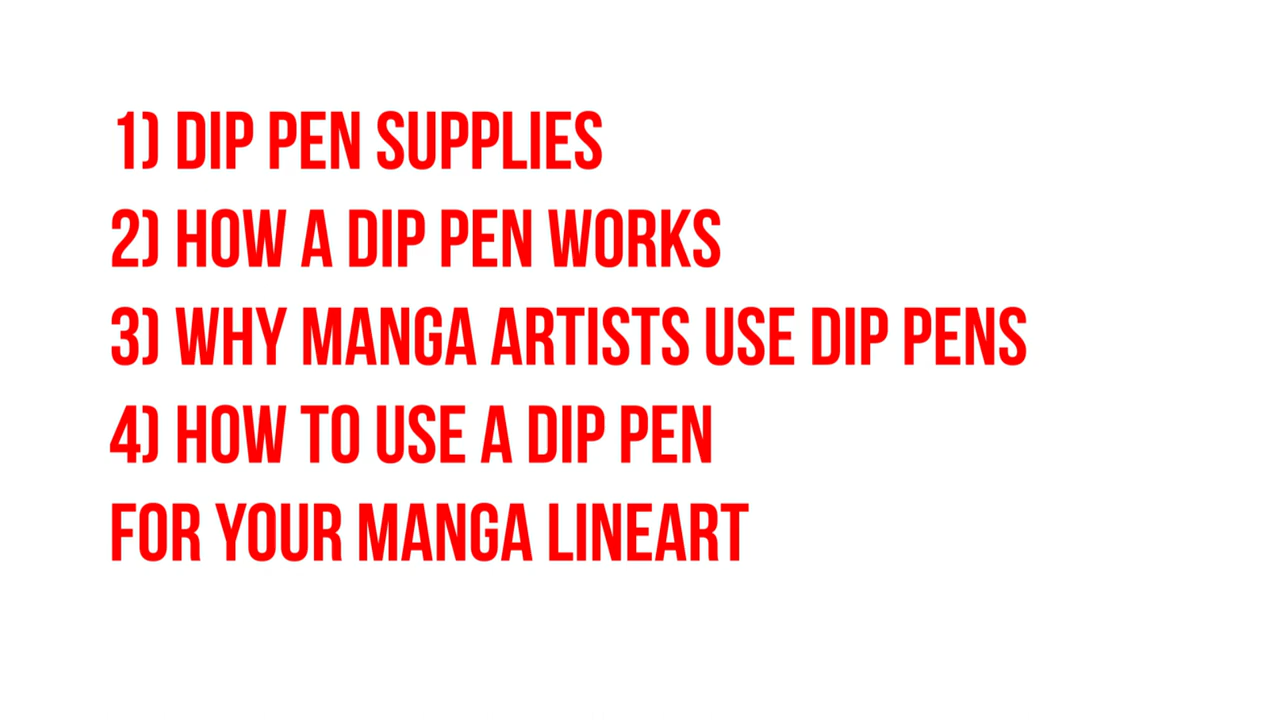 1) DIP PEN SUPPLIES
2) HOW A DIP PEN WORKS
3) WHY MANGA ARTISTS USE DIP PENS
4) HOW TO USE A DIP PEN
FOR YOUR MANGA LINEART